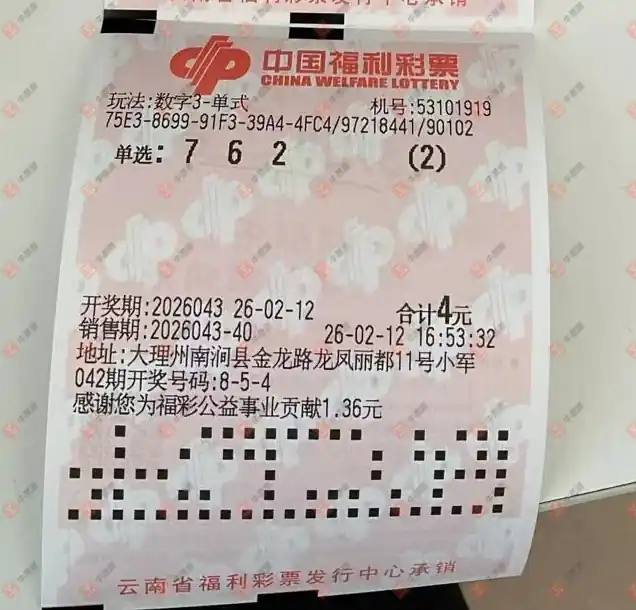 中国福利彩票
CHINA WELFARE LOTTERY
玩法:数字3-单式 机号:53101919
75E3-8699-91F3-39A4-4FC4/97218441/90102
单选: 7 6 2 (2)
开奖期:2026043 26-02-12 合计4元
销售期:2026043-40 26-02-12 16:53:32
地址:大理州南涧县金龙路龙凤丽都11号小军
042期开奖号码:8-5-4
感谢您为福彩公益事业贡献1.36元
云南省福利彩票发行中心承销